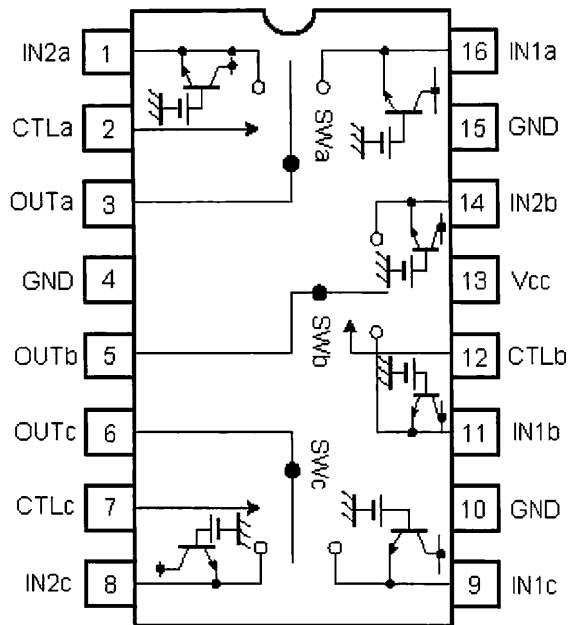 IN2a 1 16 IN1a
CTLa 2 SWa 15 GND
OUTa 3 14 IN2b
GND 4 13 Vcc
OUTb 5 SWb 12 CTLb
OUTc 6 11 IN1b
SWc
CTLc 7 10 GND
IN2c 8 9 IN1c